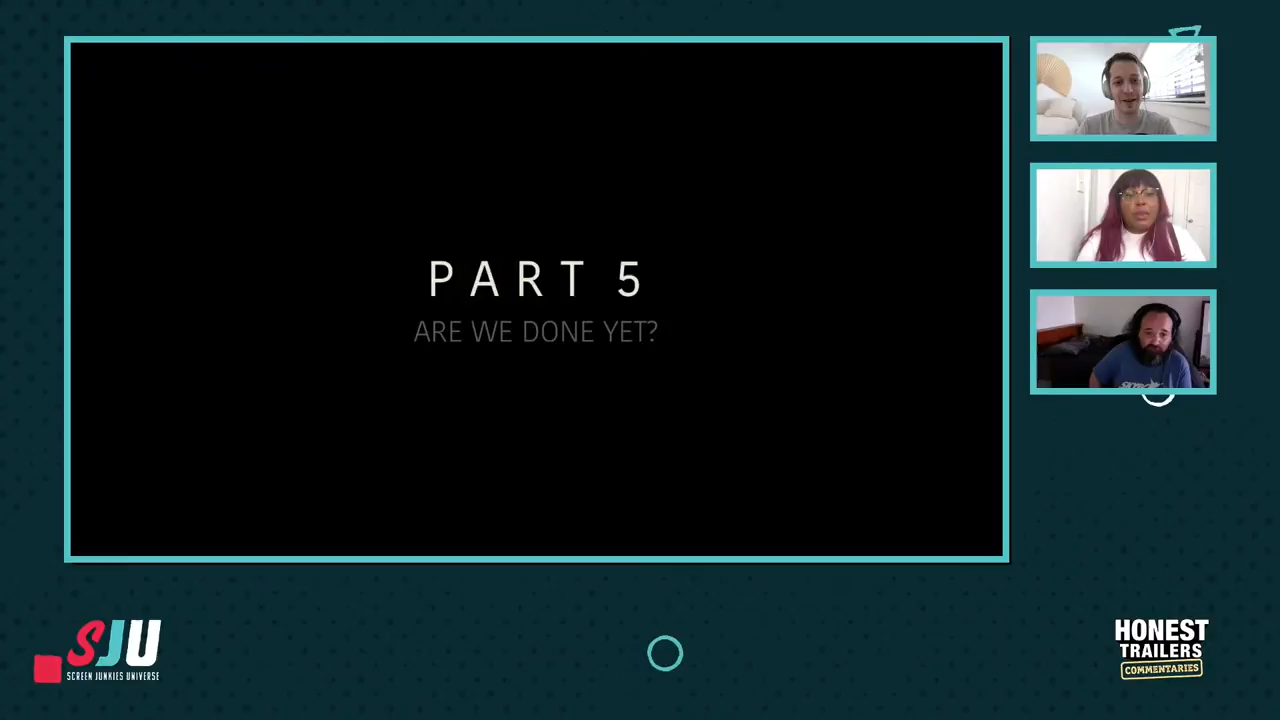 PART 5
ARE WE DONE YET?
SJU
SCREEN JUNKIES UNIVERSE
HONEST
TRAILERS
COMMENTARIES